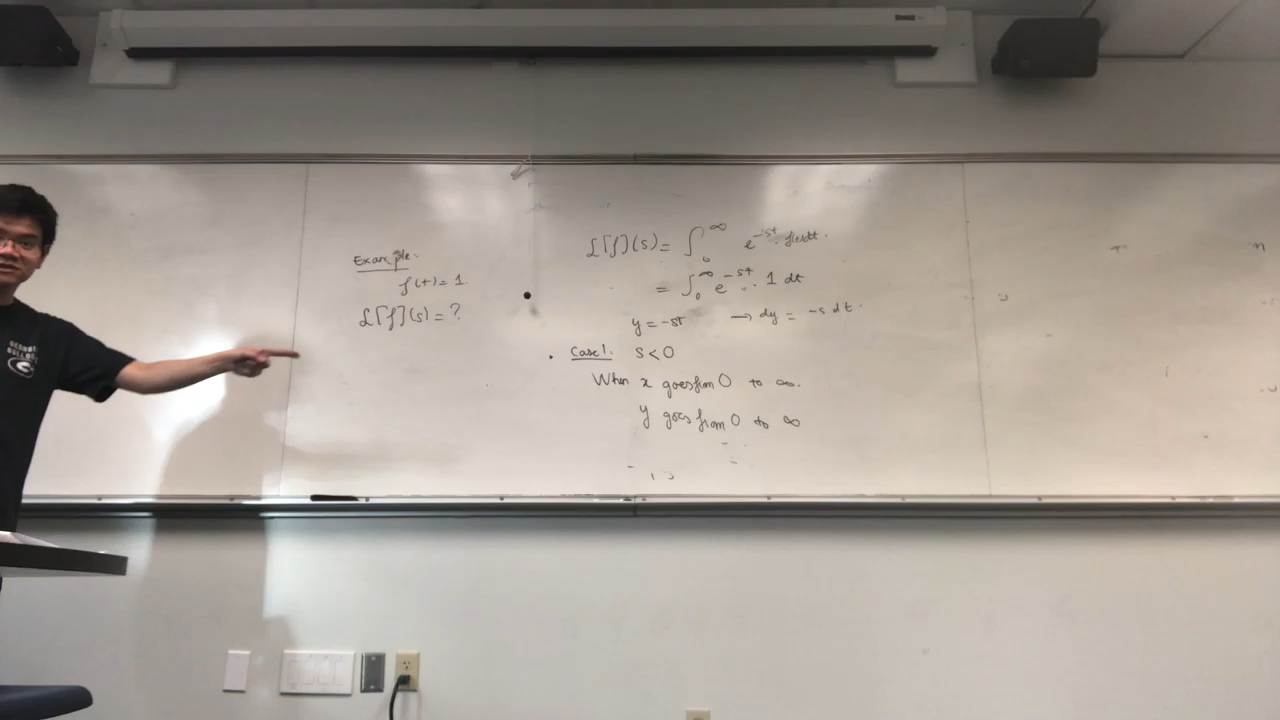 Example.
f(t) = 1.
ℒ[f](s) = ?
ℒ[f](s) = ∫₀^∞ e^{-st} f(t)dt.
= ∫₀^∞ e^{-st} · 1 dt
y = -st → dy = -s dt.
Case 1. s < 0
When x goes from 0 to ∞.
y goes from 0 to ∞